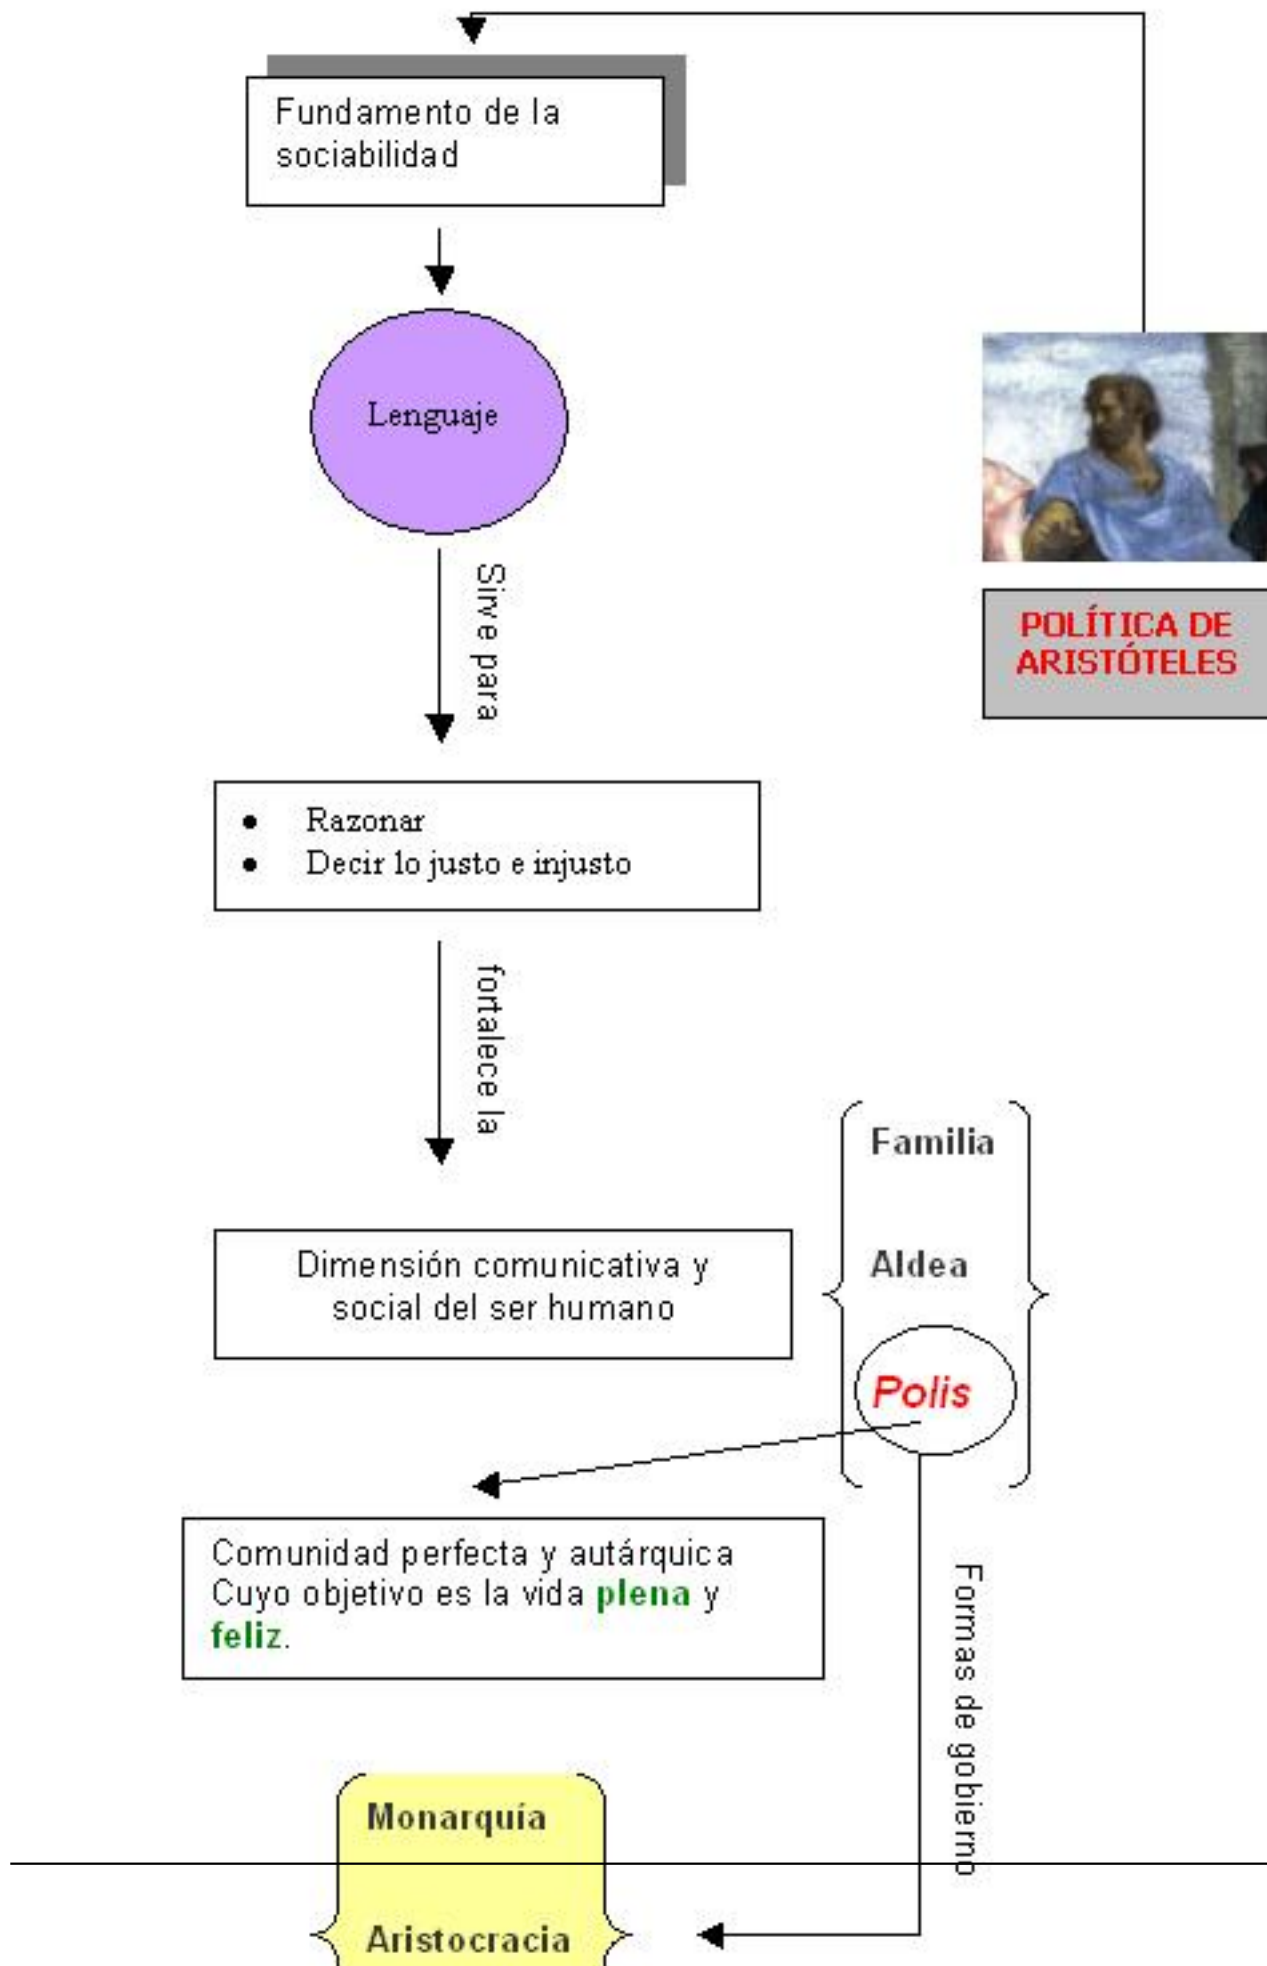 Fundamento de la
sociabilidad
Lenguaje
POLÍTICA DE
ARISTÓTELES
Sirve para
Razonar
Decir lo justo e injusto
fortalece la
Familia
Dimensión comunicativa y
social del ser humano
Aldea
Polis
Comunidad perfecta y autárquica
Cuyo objetivo es la vida plena y
feliz.
Formas de gobierno
Monarquía
Aristocracia